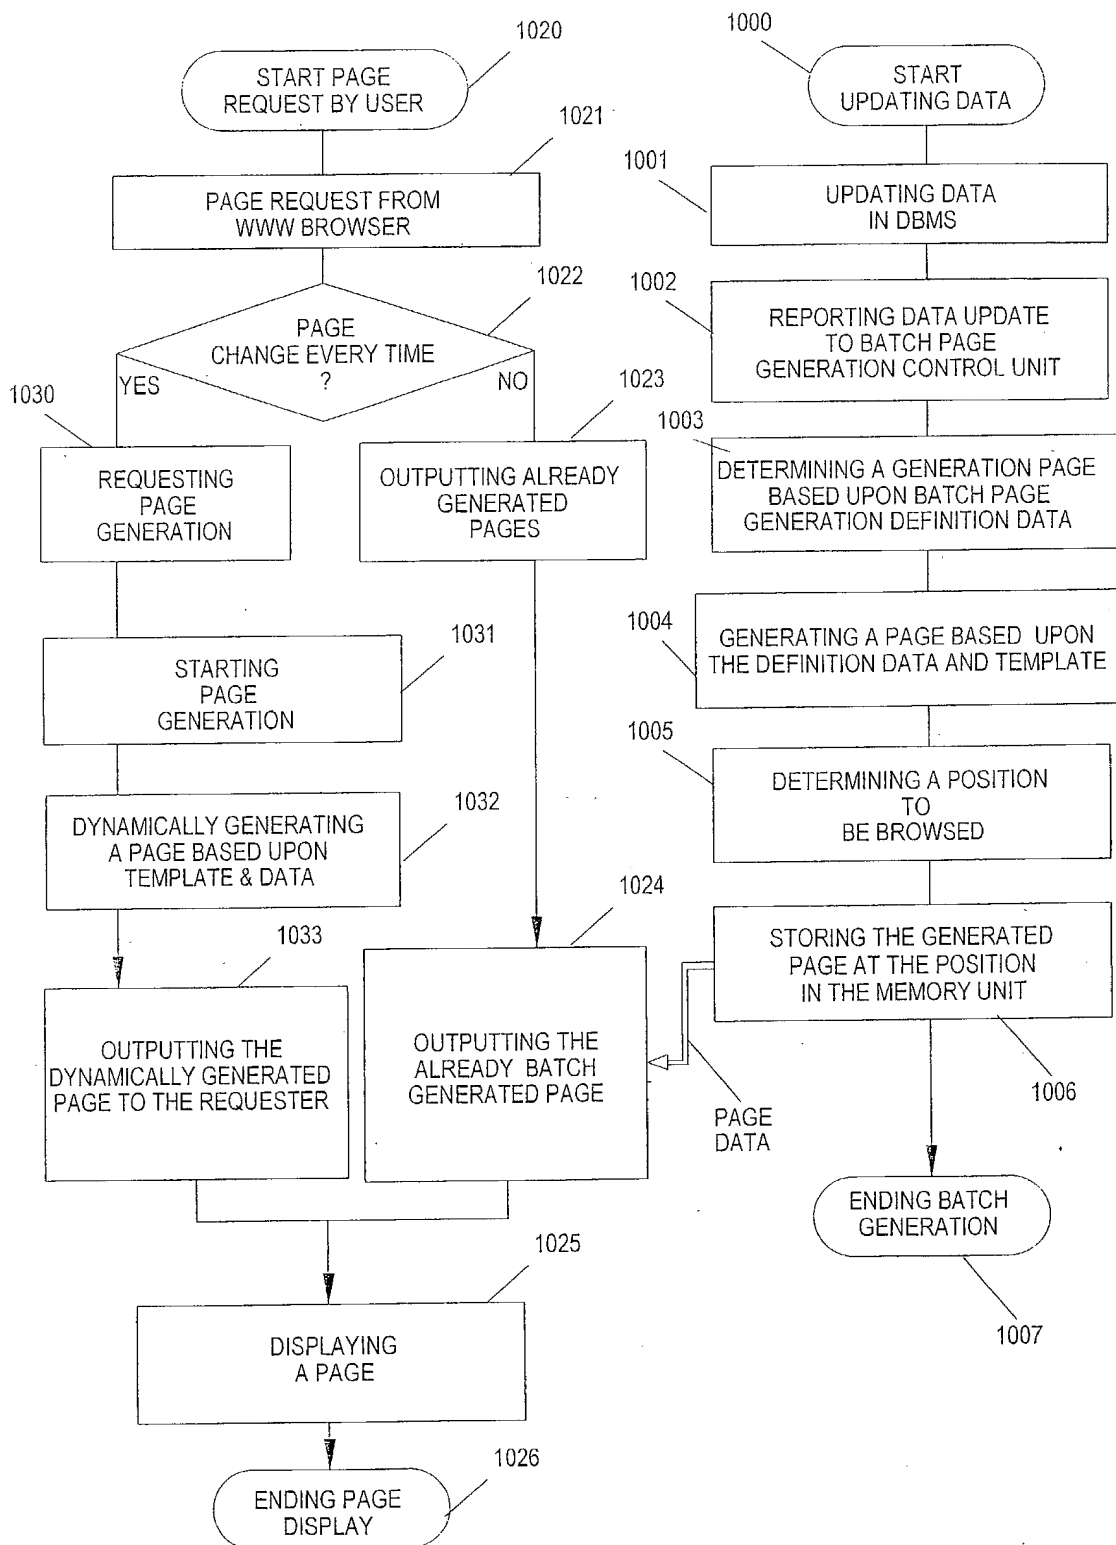 1020
START PAGE
REQUEST BY USER
1021
PAGE REQUEST FROM
WWW BROWSER
1022
PAGE
CHANGE EVERY TIME
?
YES
NO
1030
REQUESTING
PAGE
GENERATION
1023
OUTPUTTING ALREADY
GENERATED
PAGES
1031
STARTING
PAGE
GENERATION
1032
DYNAMICALLY GENERATING
A PAGE BASED UPON
TEMPLATE & DATA
1033
OUTPUTTING THE
DYNAMICALLY GENERATED
PAGE TO THE REQUESTER
1024
OUTPUTTING THE
ALREADY BATCH
GENERATED PAGE
1025
DISPLAYING
A PAGE
1026
ENDING PAGE
DISPLAY
1000
START
UPDATING DATA
1001
UPDATING DATA
IN DBMS
1002
REPORTING DATA UPDATE
TO BATCH PAGE
GENERATION CONTROL UNIT
1003
DETERMINING A GENERATION PAGE
BASED UPON BATCH PAGE
GENERATION DEFINITION DATA
1004
GENERATING A PAGE BASED UPON
THE DEFINITION DATA AND TEMPLATE
1005
DETERMINING A POSITION
TO
BE BROWSED
STORING THE GENERATED
PAGE AT THE POSITION
IN THE MEMORY UNIT
1006
PAGE
DATA
ENDING BATCH
GENERATION
1007